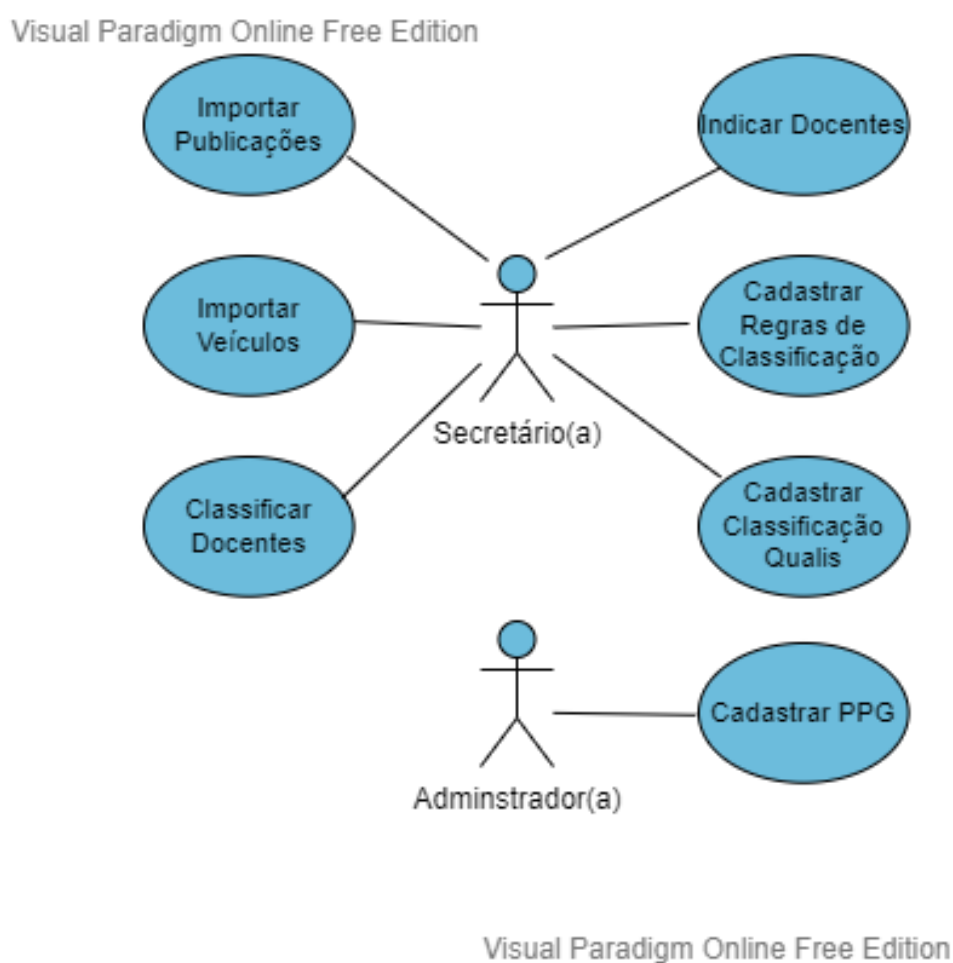 Visual Paradigm Online Free Edition
Importar
Publicações
Indicar Docentes
Importar
Veículos
Cadastrar
Regras de
Classificação
Secretário(a)
Classificar
Docentes
Cadastrar
Classificação
Qualis
Cadastrar PPG
Adminstrador(a)
Visual Paradigm Online Free Edition